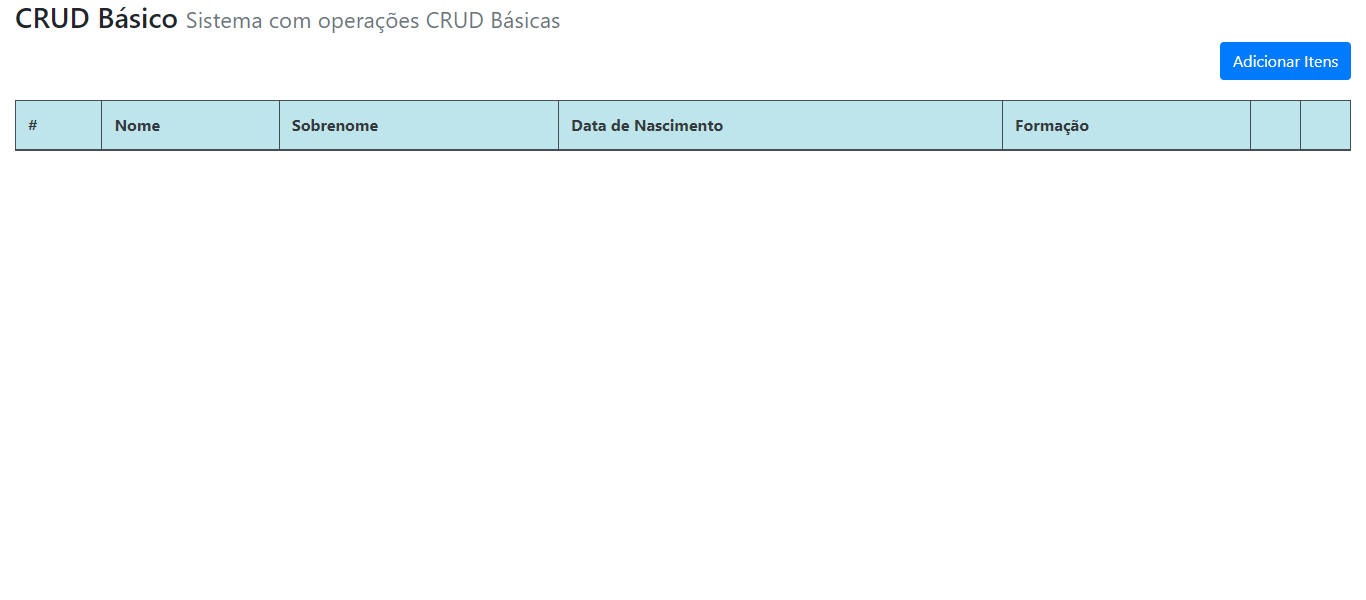 CRUD Básico Sistema com operações CRUD Básicas
Adicionar Itens
# Nome Sobrenome Data de Nascimento Formação